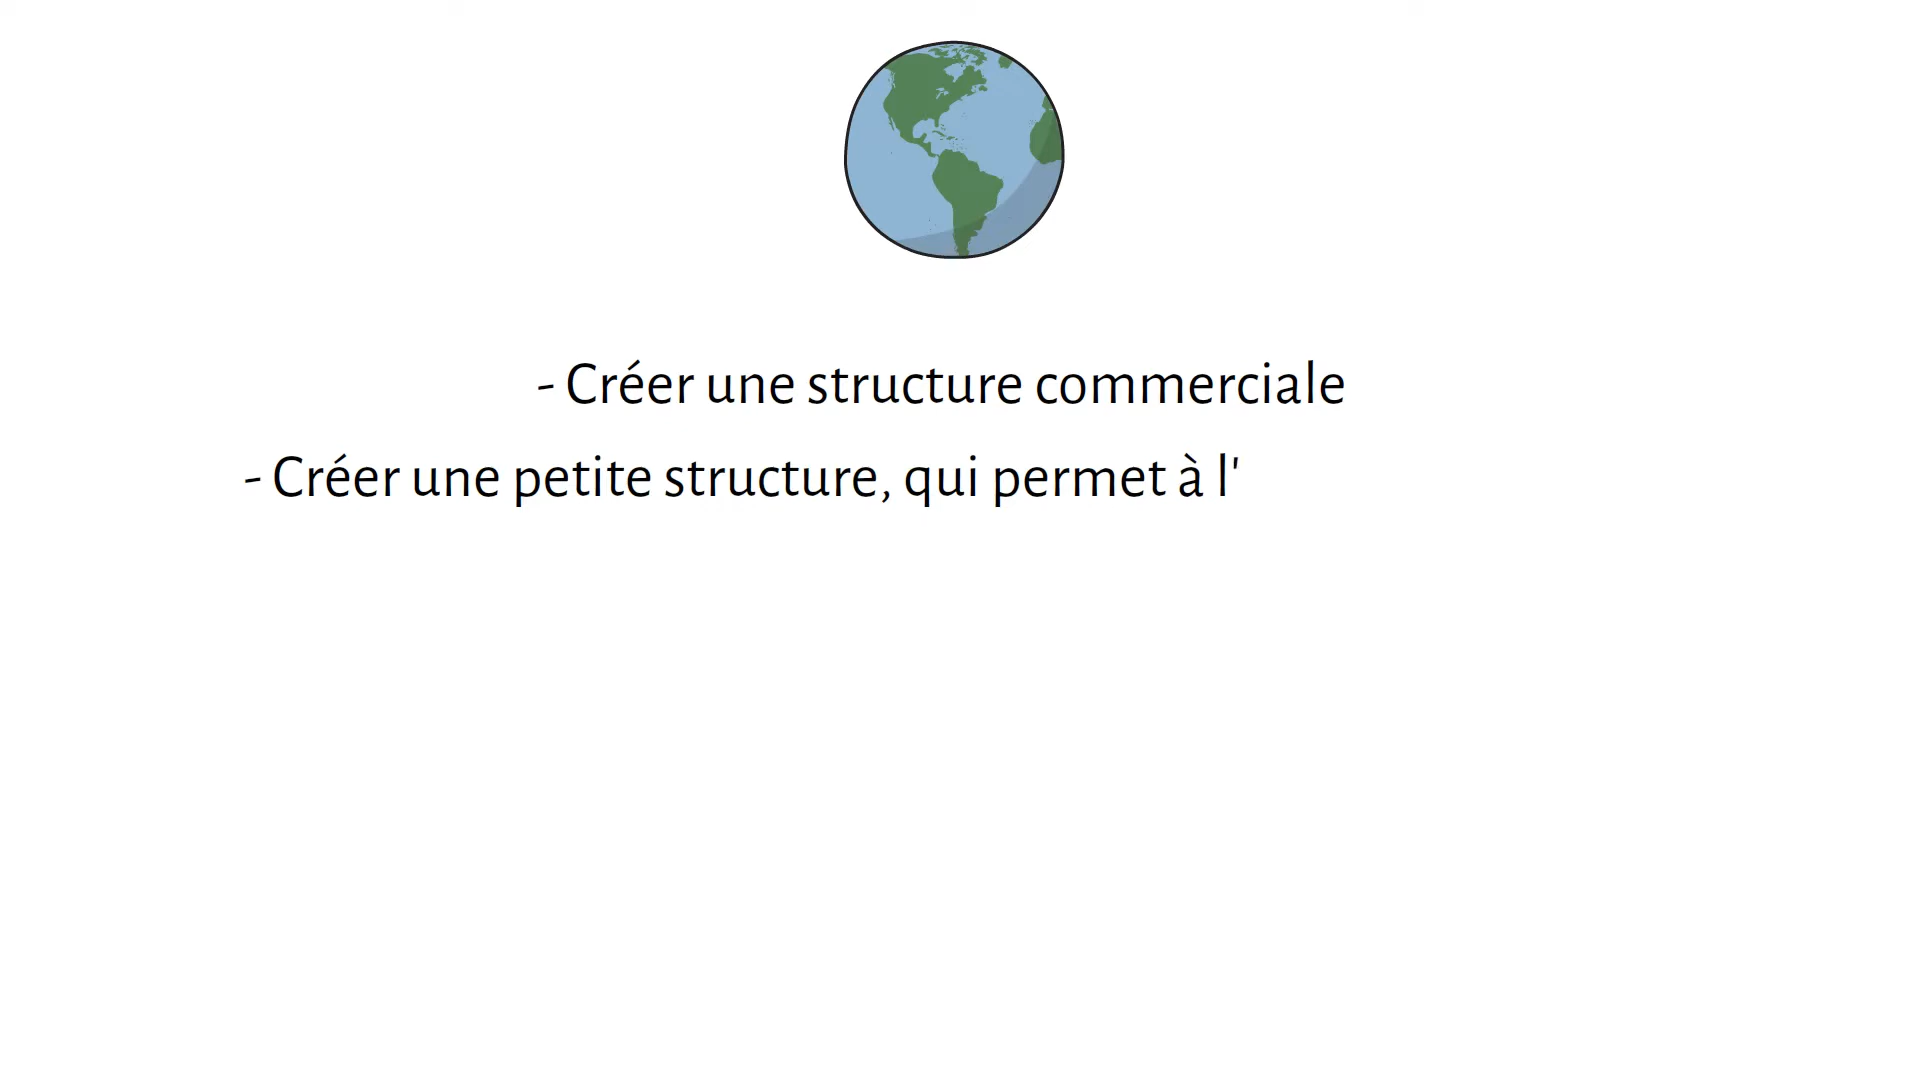 - Créer une structure commerciale
- Créer une petite structure, qui permet à l'